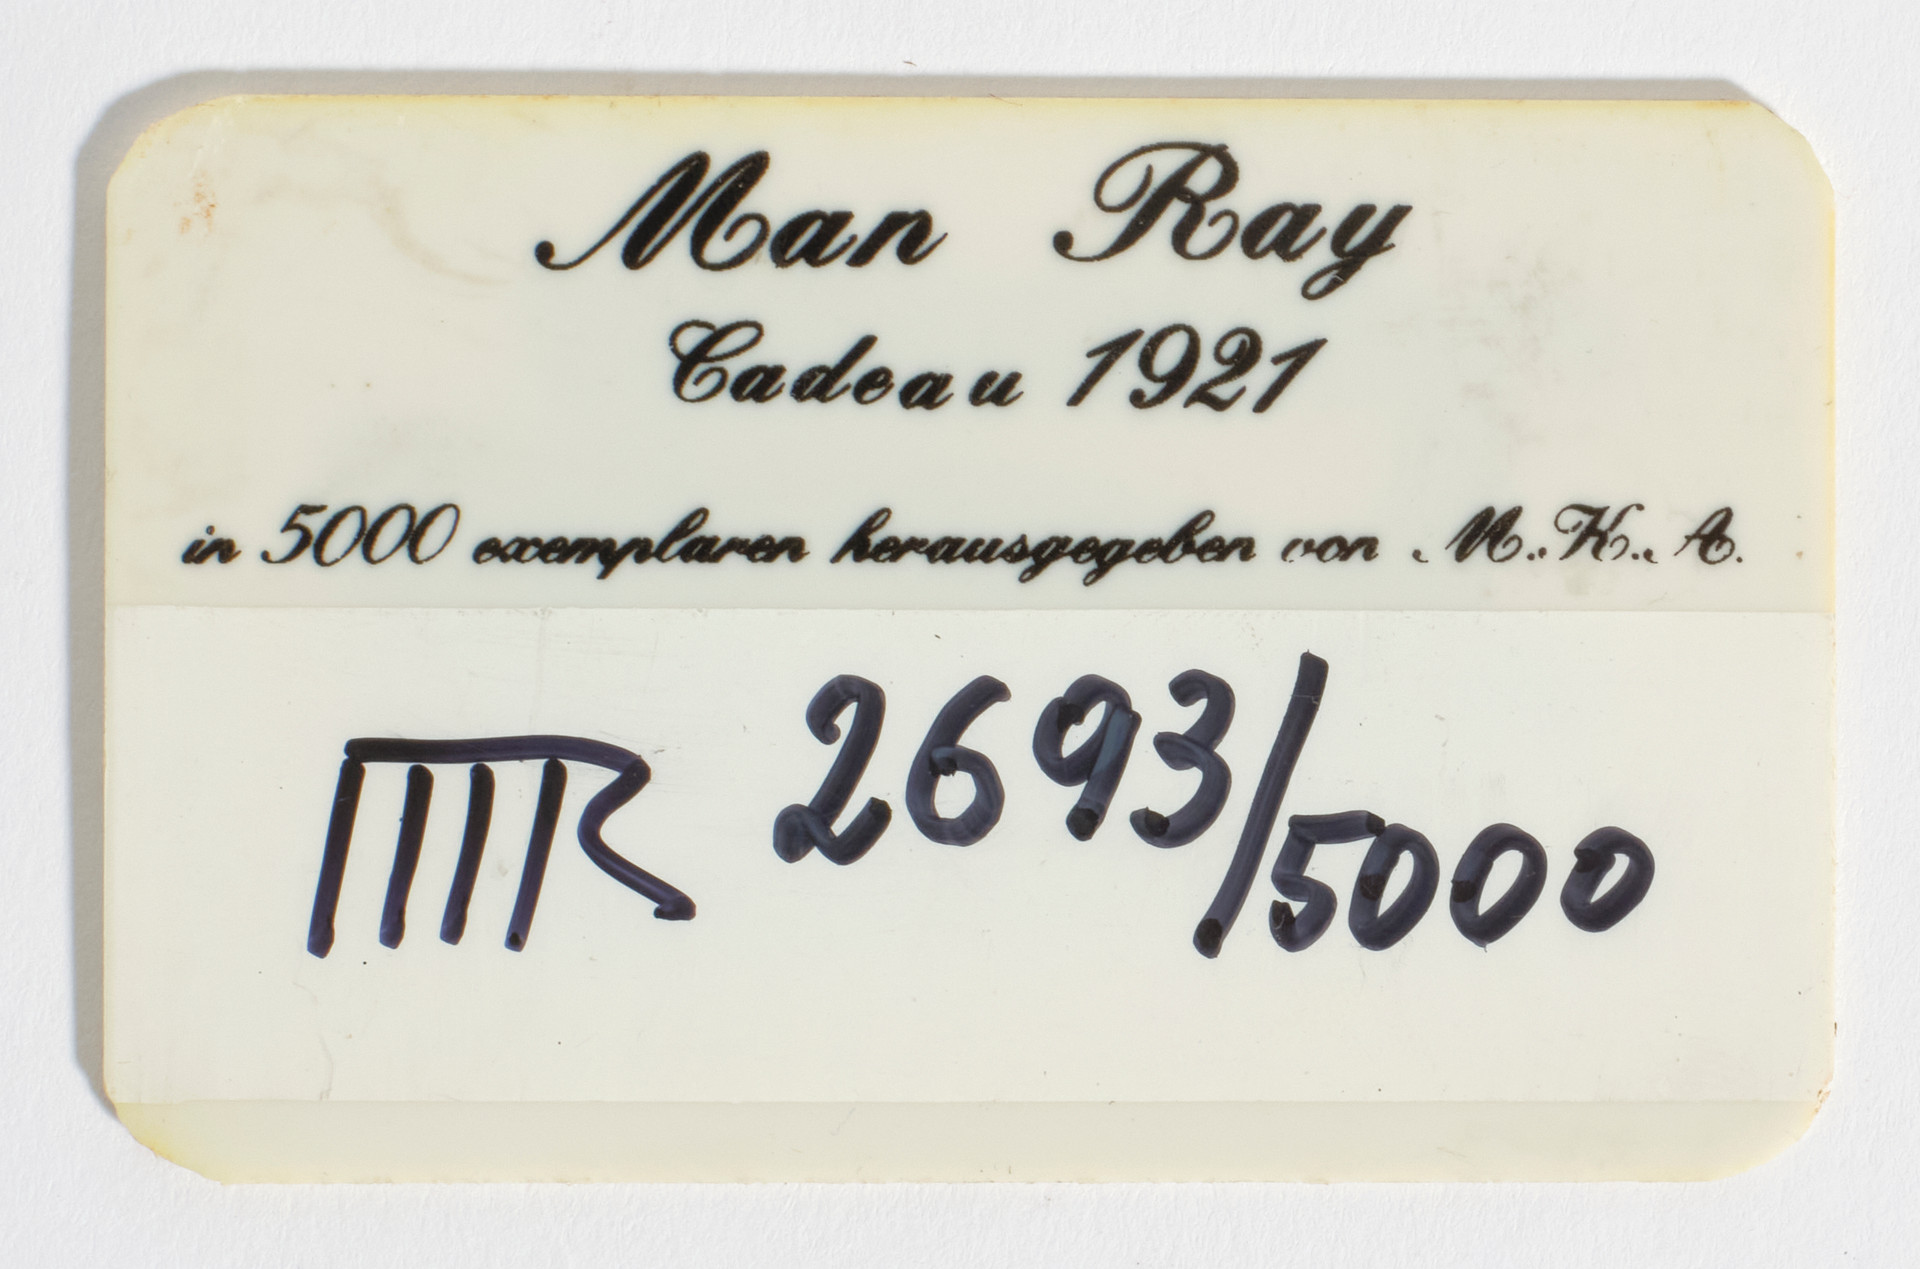 Man Ray
Cadeau 1921
in 5000 exemplaren herausgegeben von M.K.A.
MR 2693/5000